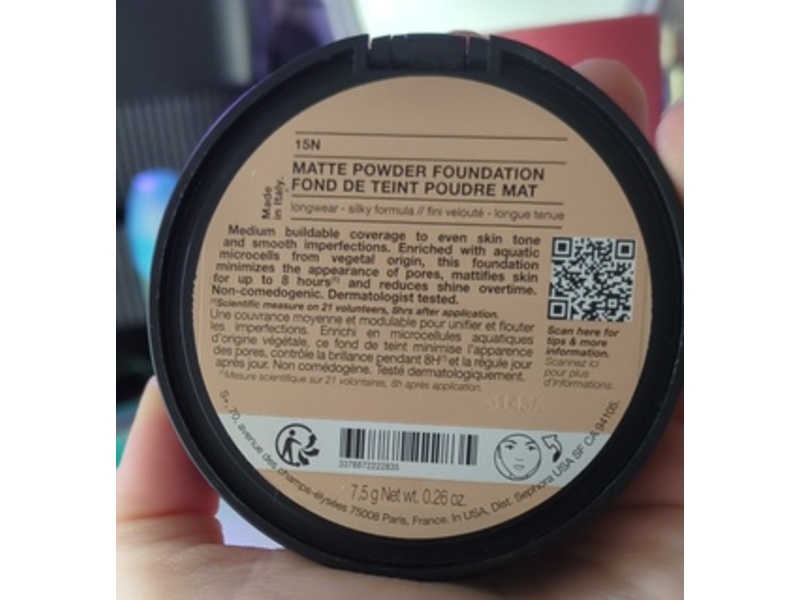 15N
MATTE POWDER FOUNDATION
FOND DE TEINT POUDRE MAT
Made
in Italy.
longwear - silky formula // fini velouté - longue tenue
Medium buildable coverage to even skin tone
and smooth imperfections. Enriched with aquatic
microcells from vegetal origin, this foundation
minimizes the appearance of pores, mattifies skin
for up to 8 hours⁽¹⁾ and reduces shine overtime.
Non-comedogenic. Dermatologist tested.
⁽¹⁾Scientific measure on 21 volunteers, 8hrs after application.
Une couvrance moyenne et modulable pour unifier et flouter
les imperfections. Enrichi en microcellules aquatiques
d'origine végétale, ce fond de teint minimise l'apparence
des pores, contrôle la brillance pendant 8H⁽¹⁾ et la régule jour
après jour. Non comédogène. Testé dermatologiquement.
⁽¹⁾Mesure scientifique sur 21 volontaires, 8h après application.
Scan here for
tips & more
information.
Scannez ici
pour plus
d'informations.
3378872222835
7,5 g Net wt. 0.26 oz.
S+, 70, avenue des champs-élysées 75008 Paris, France. In USA, Dist. Sephora USA SF CA 94105.